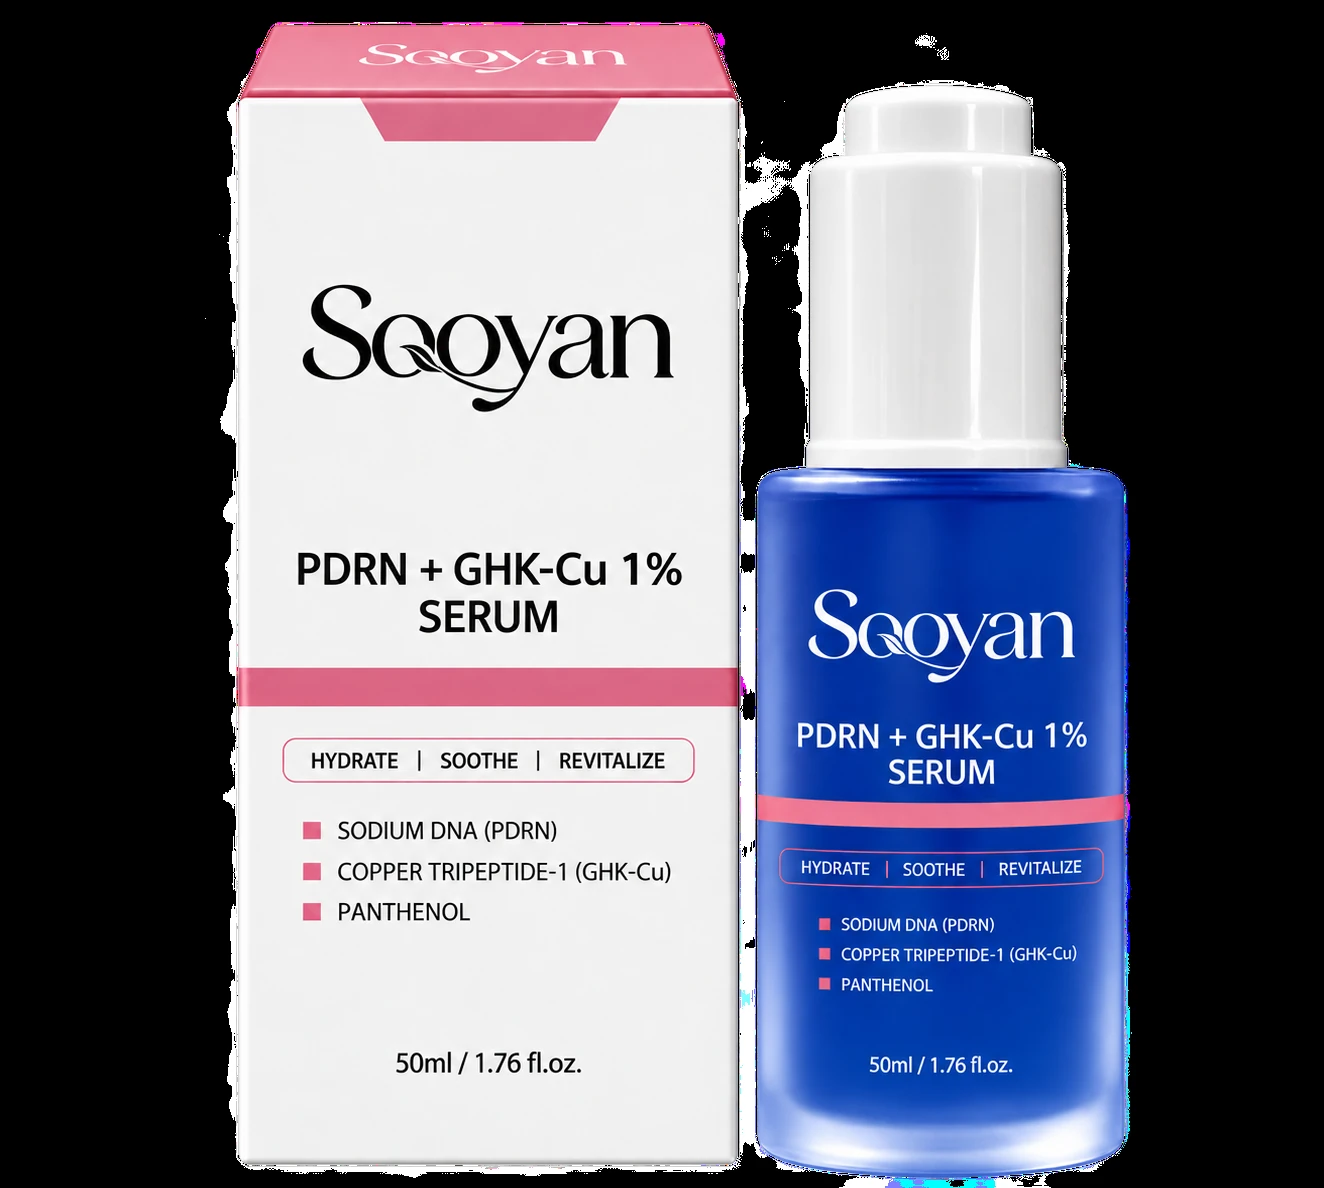 Sooyan
Sooyan
PDRN + GHK-Cu 1%
SERUM
HYDRATE | SOOTHE | REVITALIZE
SODIUM DNA (PDRN)
COPPER TRIPEPTIDE-1 (GHK-Cu)
PANTHENOL
50ml / 1.76 fl.oz.
Sooyan
PDRN + GHK-Cu 1%
SERUM
HYDRATE | SOOTHE | REVITALIZE
SODIUM DNA (PDRN)
COPPER TRIPEPTIDE-1 (GHK-Cu)
PANTHENOL
50ml / 1.76 fl.oz.